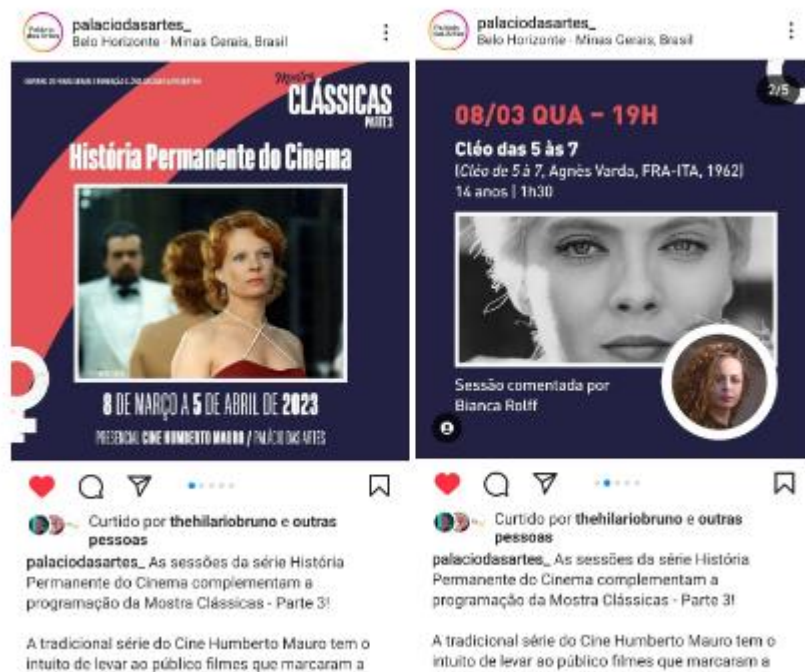 palaciodasartes_
Belo Horizonte - Minas Gerais, Brasil
Mostra
CLÁSSICAS
PARTE 3
História Permanente do Cinema
8 DE MARÇO A 5 DE ABRIL DE 2023
PRESENCIAL CINE HUMBERTO MAURO / PALÁCIO DAS ARTES
Curtido por thehilariobruno e outras
pessoas
palaciodasartes_ As sessões da série História
Permanente do Cinema complementam a
programação da Mostra Clássicas - Parte 3!
A tradicional série do Cine Humberto Mauro tem o
intuito de levar ao público filmes que marcaram a
palaciodasartes_
Belo Horizonte - Minas Gerais, Brasil
2/5
08/03 QUA – 19H
Cléo das 5 às 7
(Cléo de 5 à 7, Agnès Varda, FRA-ITA, 1962)
14 anos | 1h30
Sessão comentada por
Bianca Rolff
Curtido por thehilariobruno e outras
pessoas
palaciodasartes_ As sessões da série História
Permanente do Cinema complementam a
programação da Mostra Clássicas - Parte 3!
A tradicional série do Cine Humberto Mauro tem o
intuito de levar ao público filmes que marcaram a